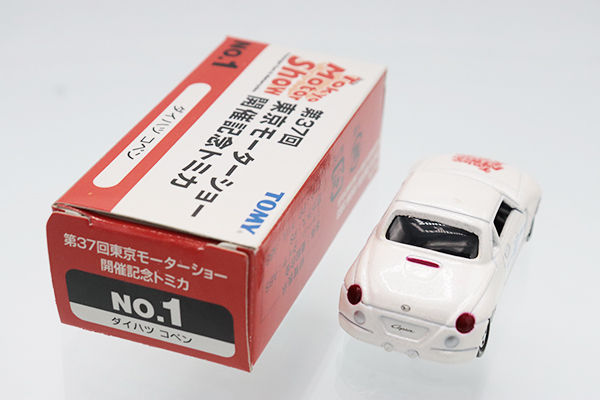 NO.1
ダイハツ コペン
Tokyo
Motor
Show
第37回
東京モーターショー
開催記念トミカ
TOMY
第37回東京モーターショー
開催記念トミカ
NO.1
ダイハツ コペン
Copen